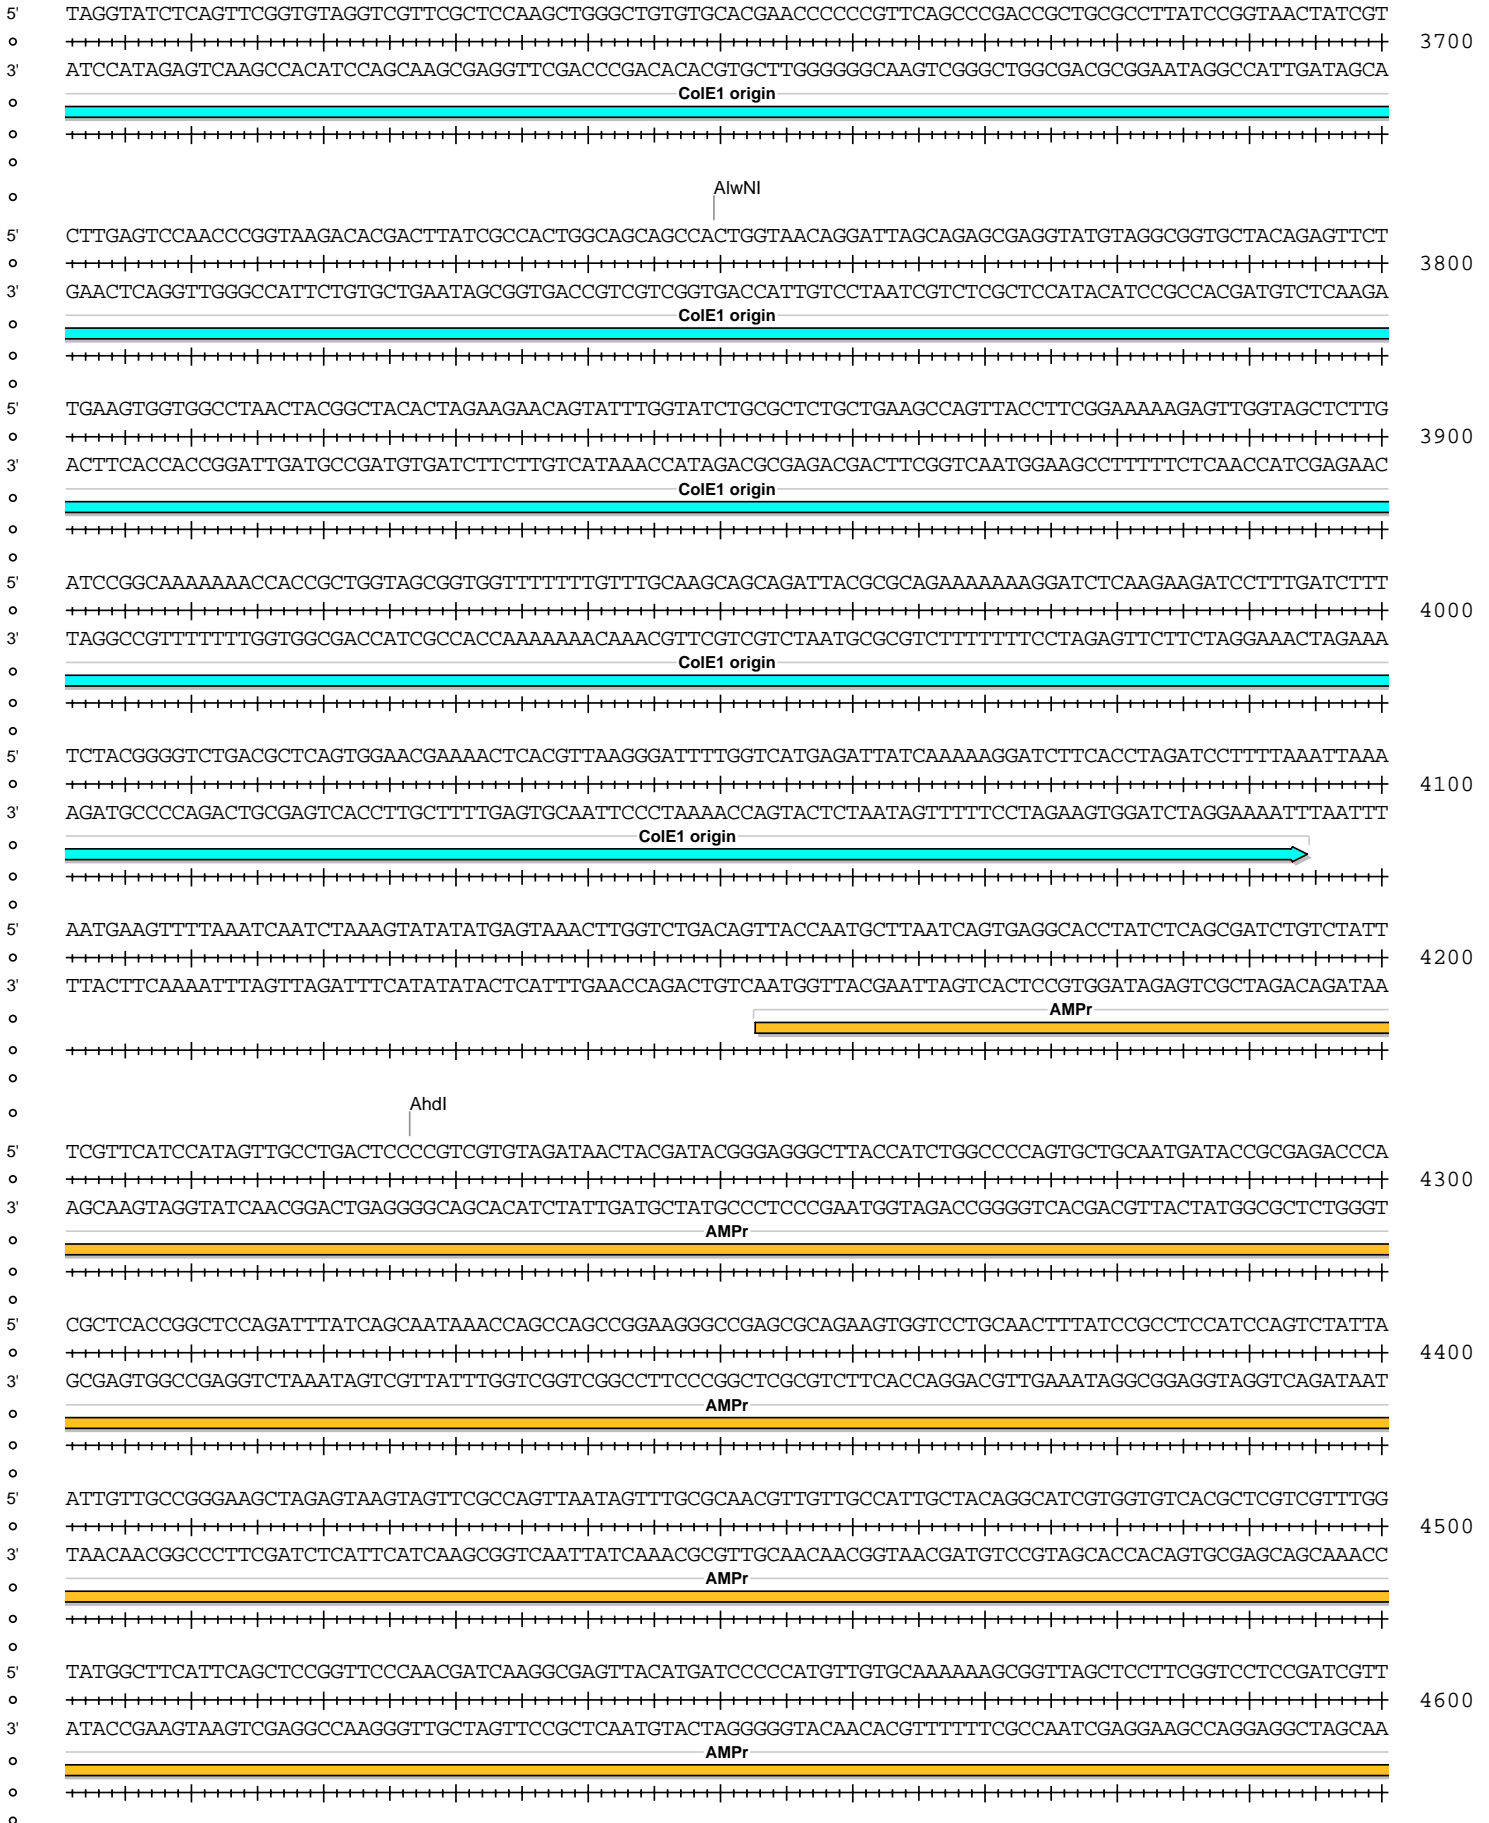 5' TAGGTATCTCAGTTCGGTGTAGGTCGTTCGCTCCAAGCTGGGCTGTGTGCACGAACCCCCCGTTCAGCCCGACCGCTGCGCCTTATCCGGTAACTATCGT
3700
3' ATCCATAGAGTCAAGCCACATCCAGCAAGCGAGGTTCGACCCGACACACGTGCTTGGGGGGCAAGTCGGGCTGGCGACGCGGAATAGGCCATTGATAGCA
ColE1 origin
AlwNI
5' CTTGAGTCCAACCCGGTAAGACACGACTTATCGCCACTGGCAGCAGCCACTGGTAACAGGATTAGCAGAGCGAGGTATGTAGGCGGTGCTACAGAGTTCT
3800
3' GAACTCAGGTTGGGCCATTCTGTGCTGAATAGCGGTGACCGTCGTCGGTGACCATTGTCCTAATCGTCTCGCTCCATACATCCGCCACGATGTCTCAAGA
ColE1 origin
5' TGAAGTGGTGGCCTAACTACGGCTACACTAGAAGAACAGTATTTGGTATCTGCGCTCTGCTGAAGCCAGTTACCTTCGGAAAAAGAGTTGGTAGCTCTTG
3900
3' ACTTCACCACCGGATTGATGCCGATGTGATCTTCTTGTCATAAACCATAGACGCGAGACGACTTCGGTCAATGGAAGCCTTTTTCTCAACCATCGAGAAC
ColE1 origin
5' ATCCGGCAAAAAAACCACCGCTGGTAGCGGTGGTTTTTTTGTTTGCAAGCAGCAGATTACGCGCAGAAAAAAAGGATCTCAAGAAGATCCTTTGATCTTT
4000
3' TAGGCCGTTTTTTTGGTGGCGACCATCGCCACCAAAAAAACAAACGTTCGTCGTCTAATGCGCGTCTTTTTTTCCTAGAGTTCTTCTAGGAAACTAGAAA
ColE1 origin
5' TCTACGGGGTCTGACGCTCAGTGGAACGAAAACTCACGTTAAGGGATTTTGGTCATGAGATTATCAAAAAGGATCTTCACCTAGATCCTTTTAAATTAAA
4100
3' AGATGCCCCAGACTGCGAGTCACCTTGCTTTTGAGTGCAATTCCCTAAAACCAGTACTCTAATAGTTTTTCCTAGAAGTGGATCTAGGAAAATTTAATTT
ColE1 origin
5' AATGAAGTTTTAAATCAATCTAAAGTATATATGAGTAAACTTGGTCTGACAGTTACCAATGCTTAATCAGTGAGGCACCTATCTCAGCGATCTGTCTATT
4200
3' TTACTTCAAAATTTAGTTAGATTTCATATATACTCATTTGAACCAGACTGTCAATGGTTACGAATTAGTCACTCCGTGGATAGAGTCGCTAGACAGATAA
AMPr
AhdI
5' TCGTTCATCCATAGTTGCCTGACTCCCCGTCGTGTAGATAACTACGATACGGGAGGGCTTACCATCTGGCCCCAGTGCTGCAATGATACCGCGAGACCCA
4300
3' AGCAAGTAGGTATCAACGGACTGAGGGGCAGCACATCTATTGATGCTATGCCCTCCCGAATGGTAGACCGGGGTCACGACGTTACTATGGCGCTCTGGGT
AMPr
5' CGCTCACCGGCTCCAGATTTATCAGCAATAAACCAGCCAGCCGGAAGGGCCGAGCGCAGAAGTGGTCCTGCAACTTTATCCGCCTCCATCCAGTCTATTA
4400
3' GCGAGTGGCCGAGGTCTAAATAGTCGTTATTTGGTCGGTCGGCCTTCCCGGCTCGCGTCTTCACCAGGACGTTGAAATAGGCGGAGGTAGGTCAGATAAT
AMPr
5' ATTGTTGCCGGGAAGCTAGAGTAAGTAGTTCGCCAGTTAATAGTTTGCGCAACGTTGTTGCCATTGCTACAGGCATCGTGGTGTCACGCTCGTCGTTTGG
4500
3' TAACAACGGCCCTTCGATCTCATTCATCAAGCGGTCAATTATCAAACGCGTTGCAACAACGGTAACGATGTCCGTAGCACCACAGTGCGAGCAGCAAACC
AMPr
5' TATGGCTTCATTCAGCTCCGGTTCCCAACGATCAAGGCGAGTTACATGATCCCCCATGTTGTGCAAAAAAGCGGTTAGCTCCTTCGGTCCTCCGATCGTT
4600
3' ATACCGAAGTAAGTCGAGGCCAAGGGTTGCTAGTTCCGCTCAATGTACTAGGGGGTACAACACGTTTTTTCGCCAATCGAGGAAGCCAGGAGGCTAGCAA
AMPr